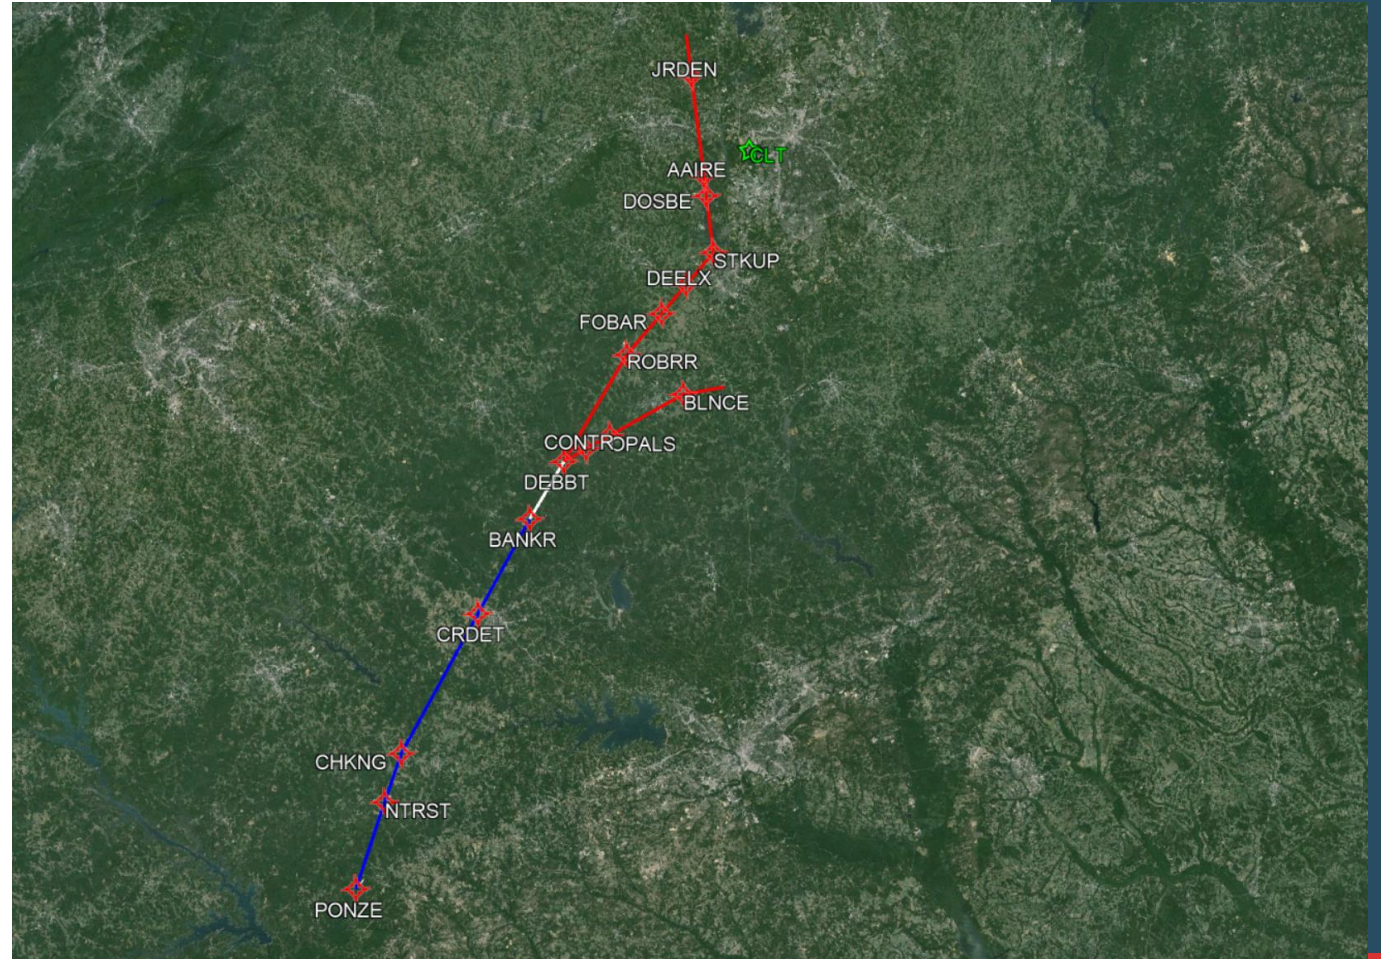 JRDEN
CLT
AAIRE
DOSBE
STKUP
DEELX
FOBAR
ROBRR
BLNCE
CONTR
OPALS
DEBBT
BANKR
CRDET
CHKNG
NTRST
PONZE